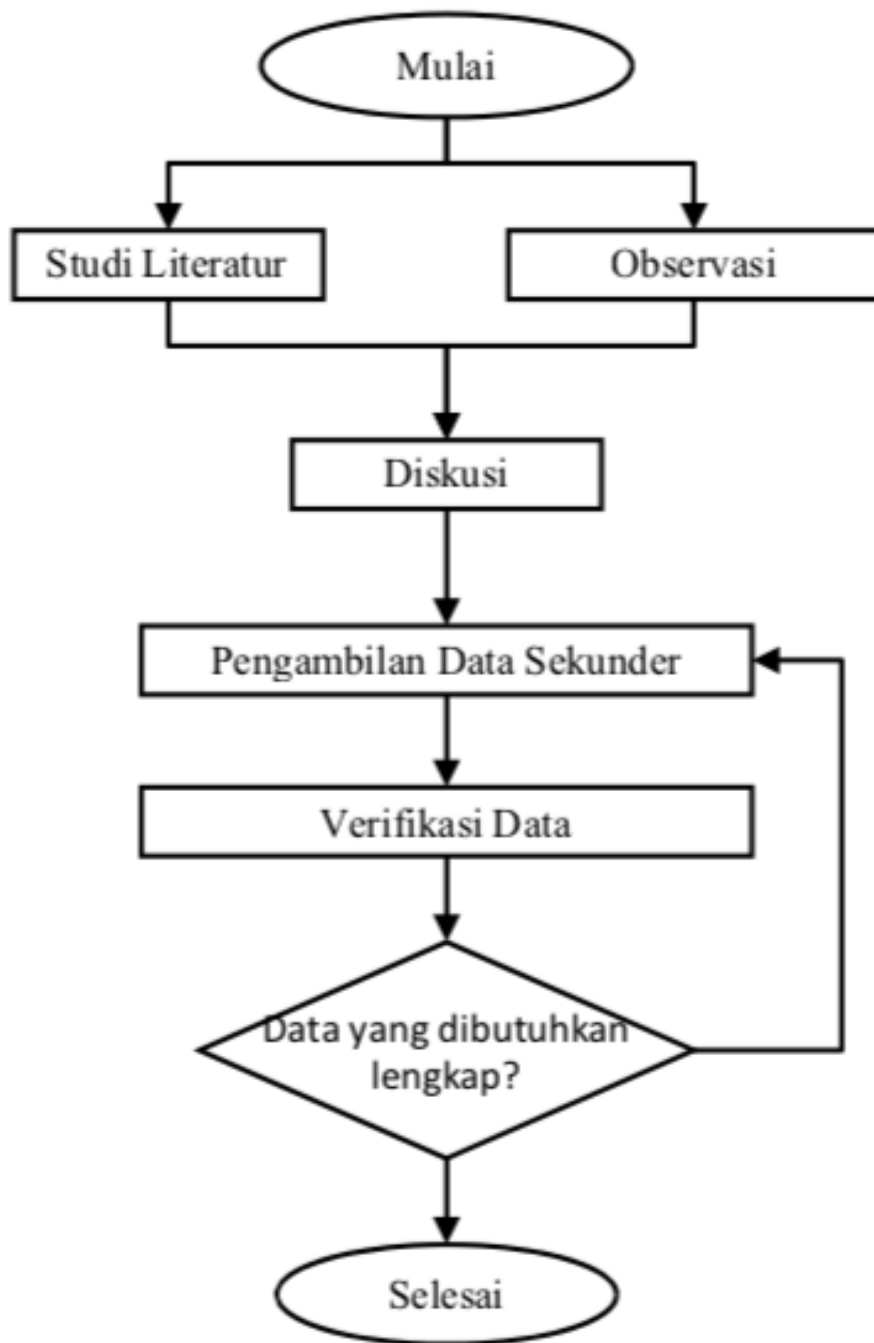 Mulai
Studi Literatur
Observasi
Diskusi
Pengambilan Data Sekunder
Verifikasi Data
Data yang dibutuhkan
lengkap?
Selesai